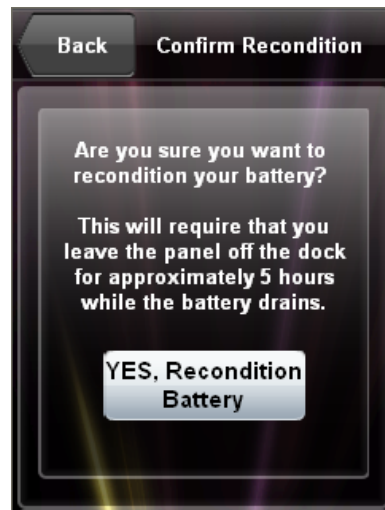 Back
Confirm Recondition
Are you sure you want to
recondition your battery?
This will require that you
leave the panel off the dock
for approximately 5 hours
while the battery drains.
YES, Recondition
Battery